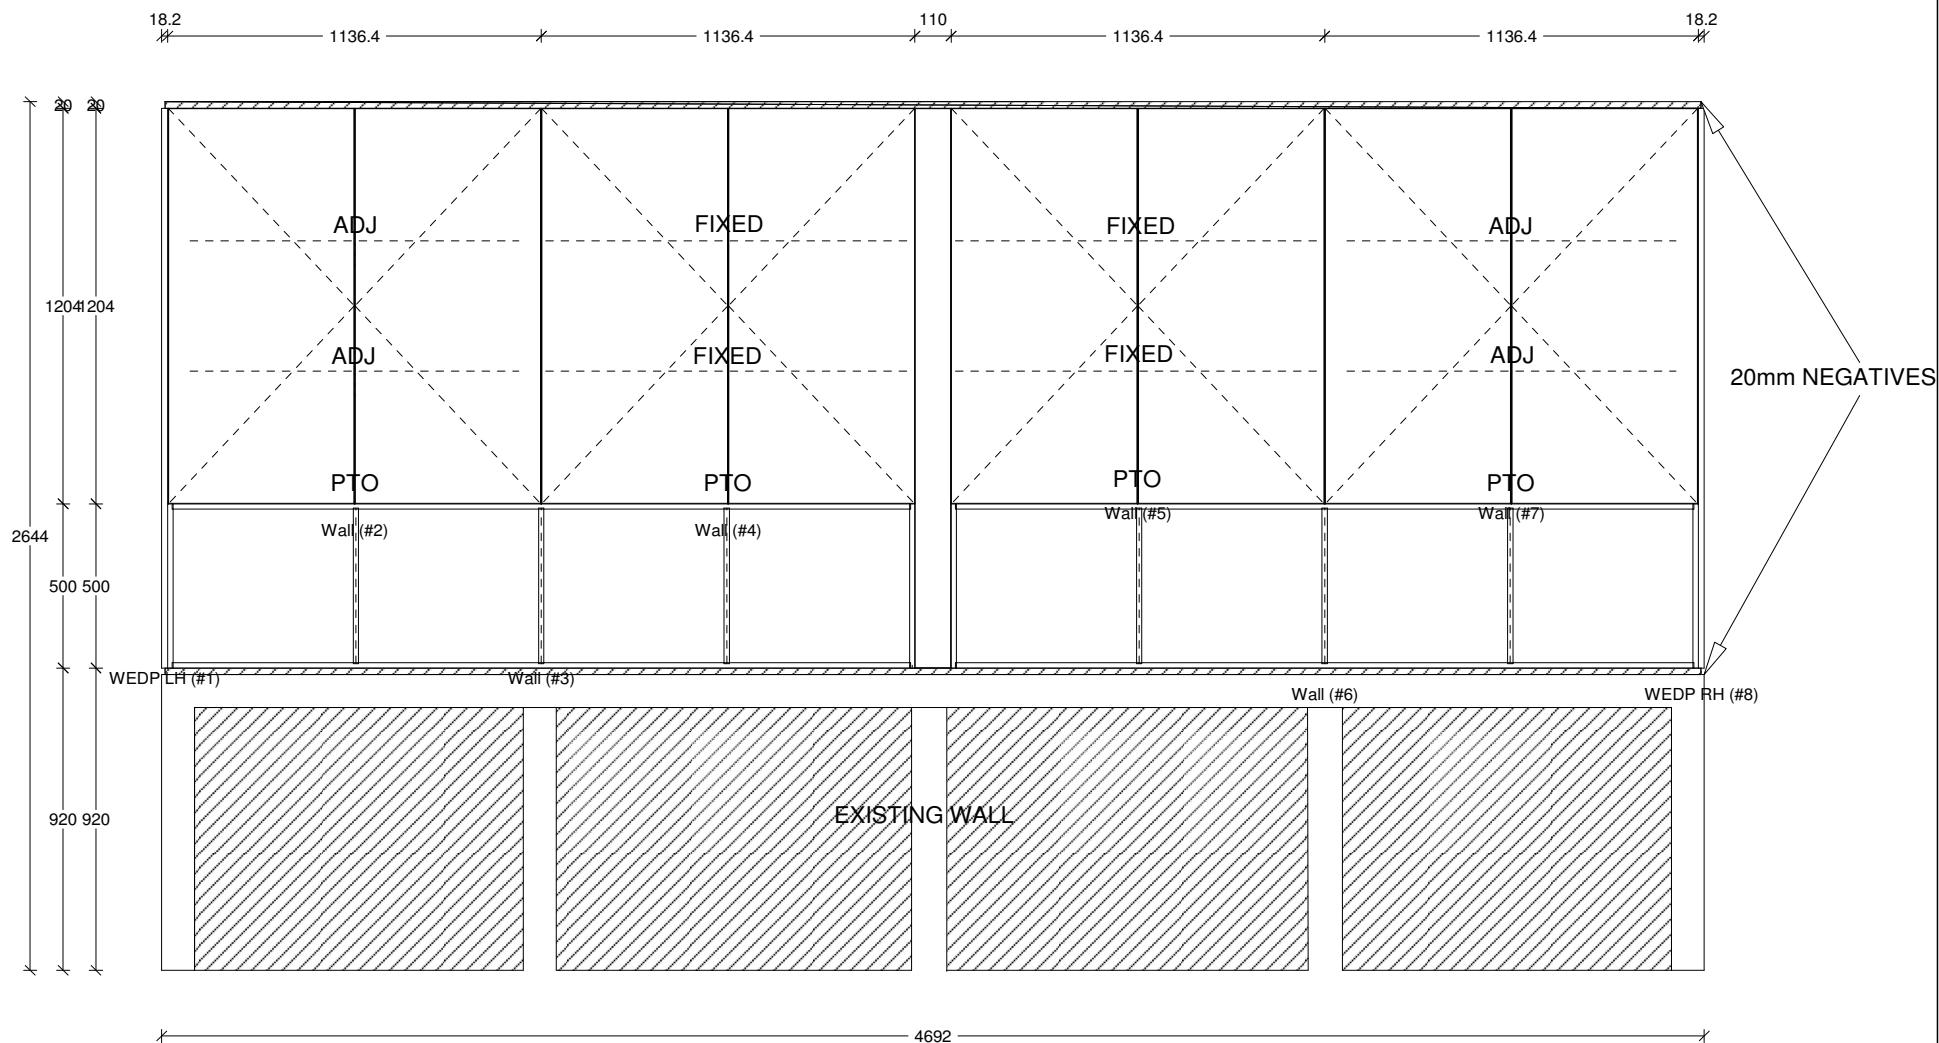 18.2
110
18.2
1136.4
1136.4
1136.4
1136.4
20
20
ADJ
FIXED
FIXED
ADJ
1204
1204
ADJ
FIXED
FIXED
ADJ
20mm NEGATIVES
PTO
PTO
PTO
PTO
Wall (#2)
Wall (#4)
Wall (#5)
Wall (#7)
2644
500
500
WEDP LH (#1)
Wall (#3)
Wall (#6)
WEDP RH (#8)
920
920
EXISTING WALL
4692